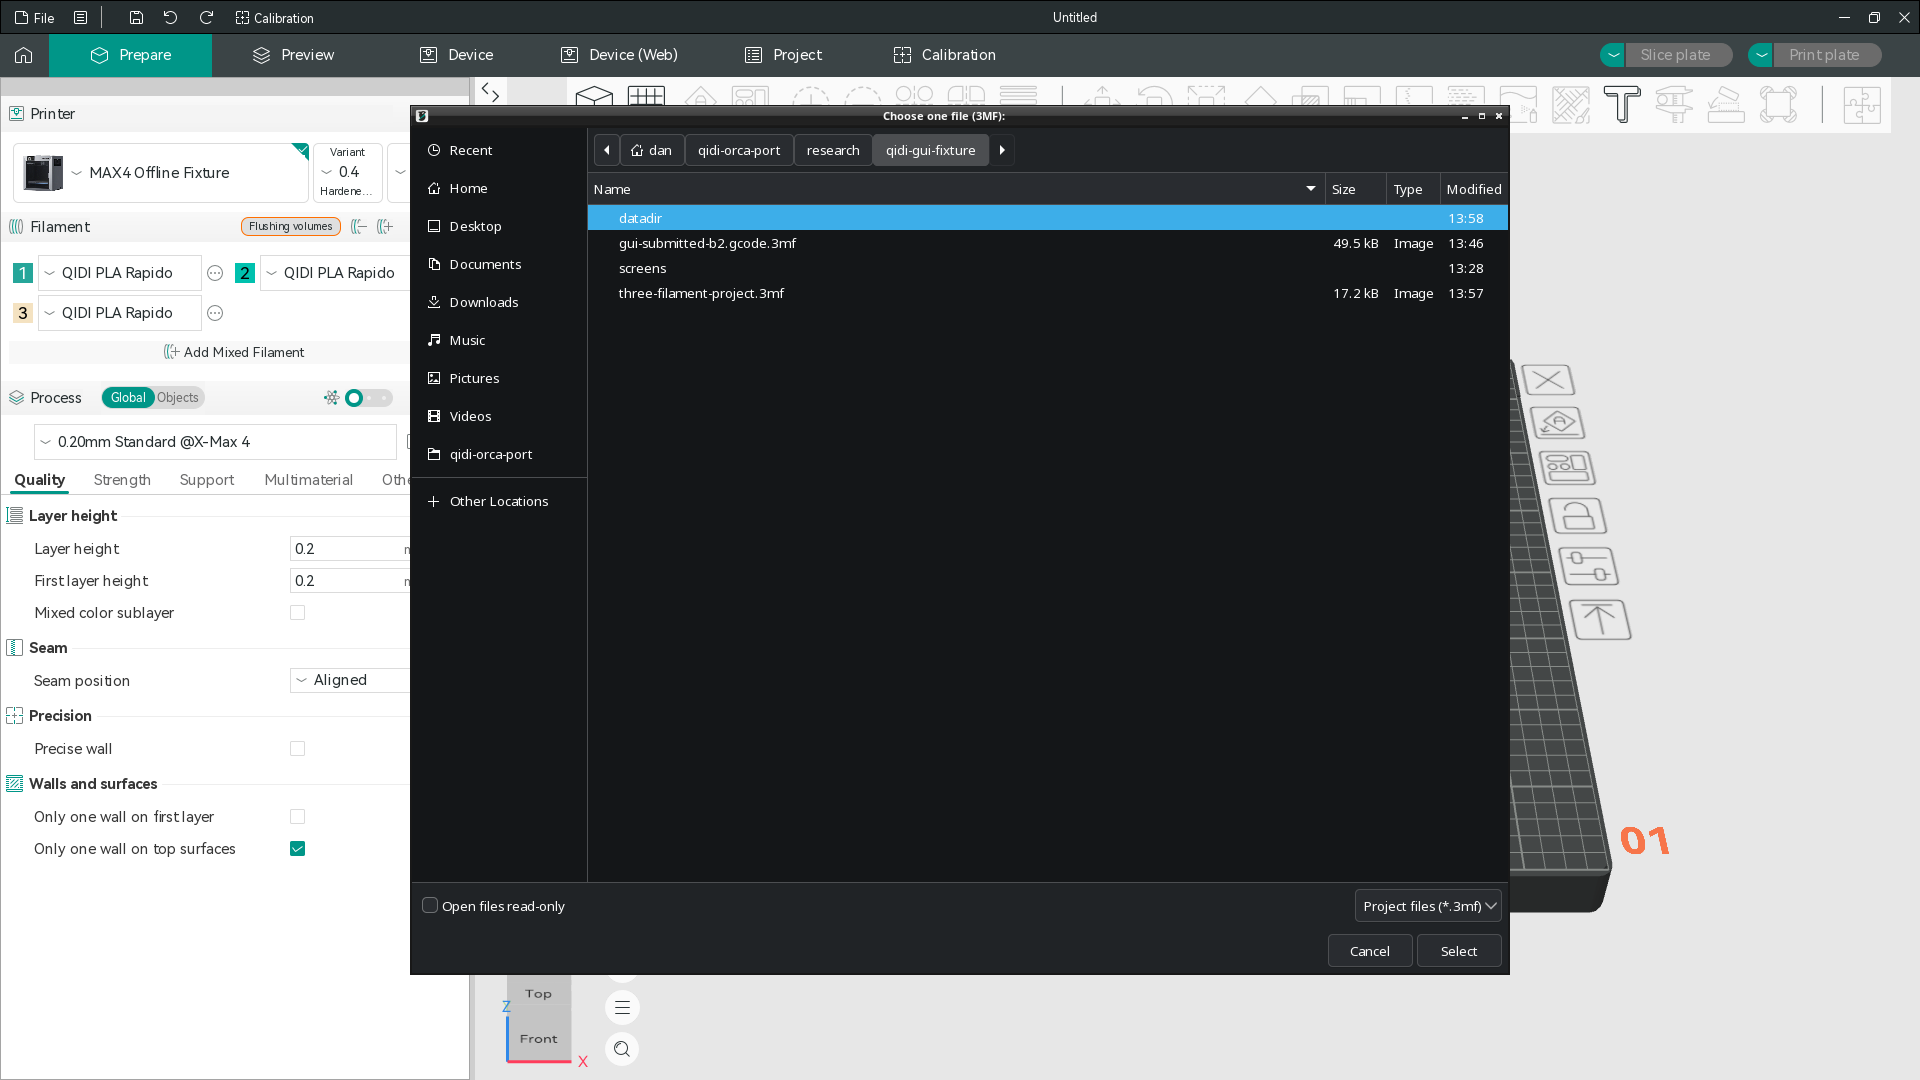 File
Calibration
Untitled
Prepare
Preview
Device
Device (Web)
Project
Calibration
Slice plate
Print plate
Printer
MAX4 Offline Fixture
Variant
0.4
Hardene...
Filament
Flushing volumes
1 QIDI PLA Rapido
2 QIDI PLA Rapido
3 QIDI PLA Rapido
Add Mixed Filament
Process
Global
Objects
0.20mm Standard @X-Max 4
Quality
Strength
Support
Multimaterial
Othe
Layer height
Layer height
0.2
First layer height
0.2
Mixed color sublayer
Seam
Seam position
Aligned
Precision
Precise wall
Walls and surfaces
Only one wall on first layer
Only one wall on top surfaces
Choose one file (3MF):
Recent
Home
Desktop
Documents
Downloads
Music
Pictures
Videos
qidi-orca-port
Other Locations
dan
qidi-orca-port
research
qidi-gui-fixture
Name
Size
Type
Modified
datadir 13:58
gui-submitted-b2.gcode.3mf 49.5 kB Image 13:46
screens 13:28
three-filament-project.3mf 17.2 kB Image 13:57
Open files read-only
Project files (*.3mf)
Cancel
Select
01
Top
Z
Front
X